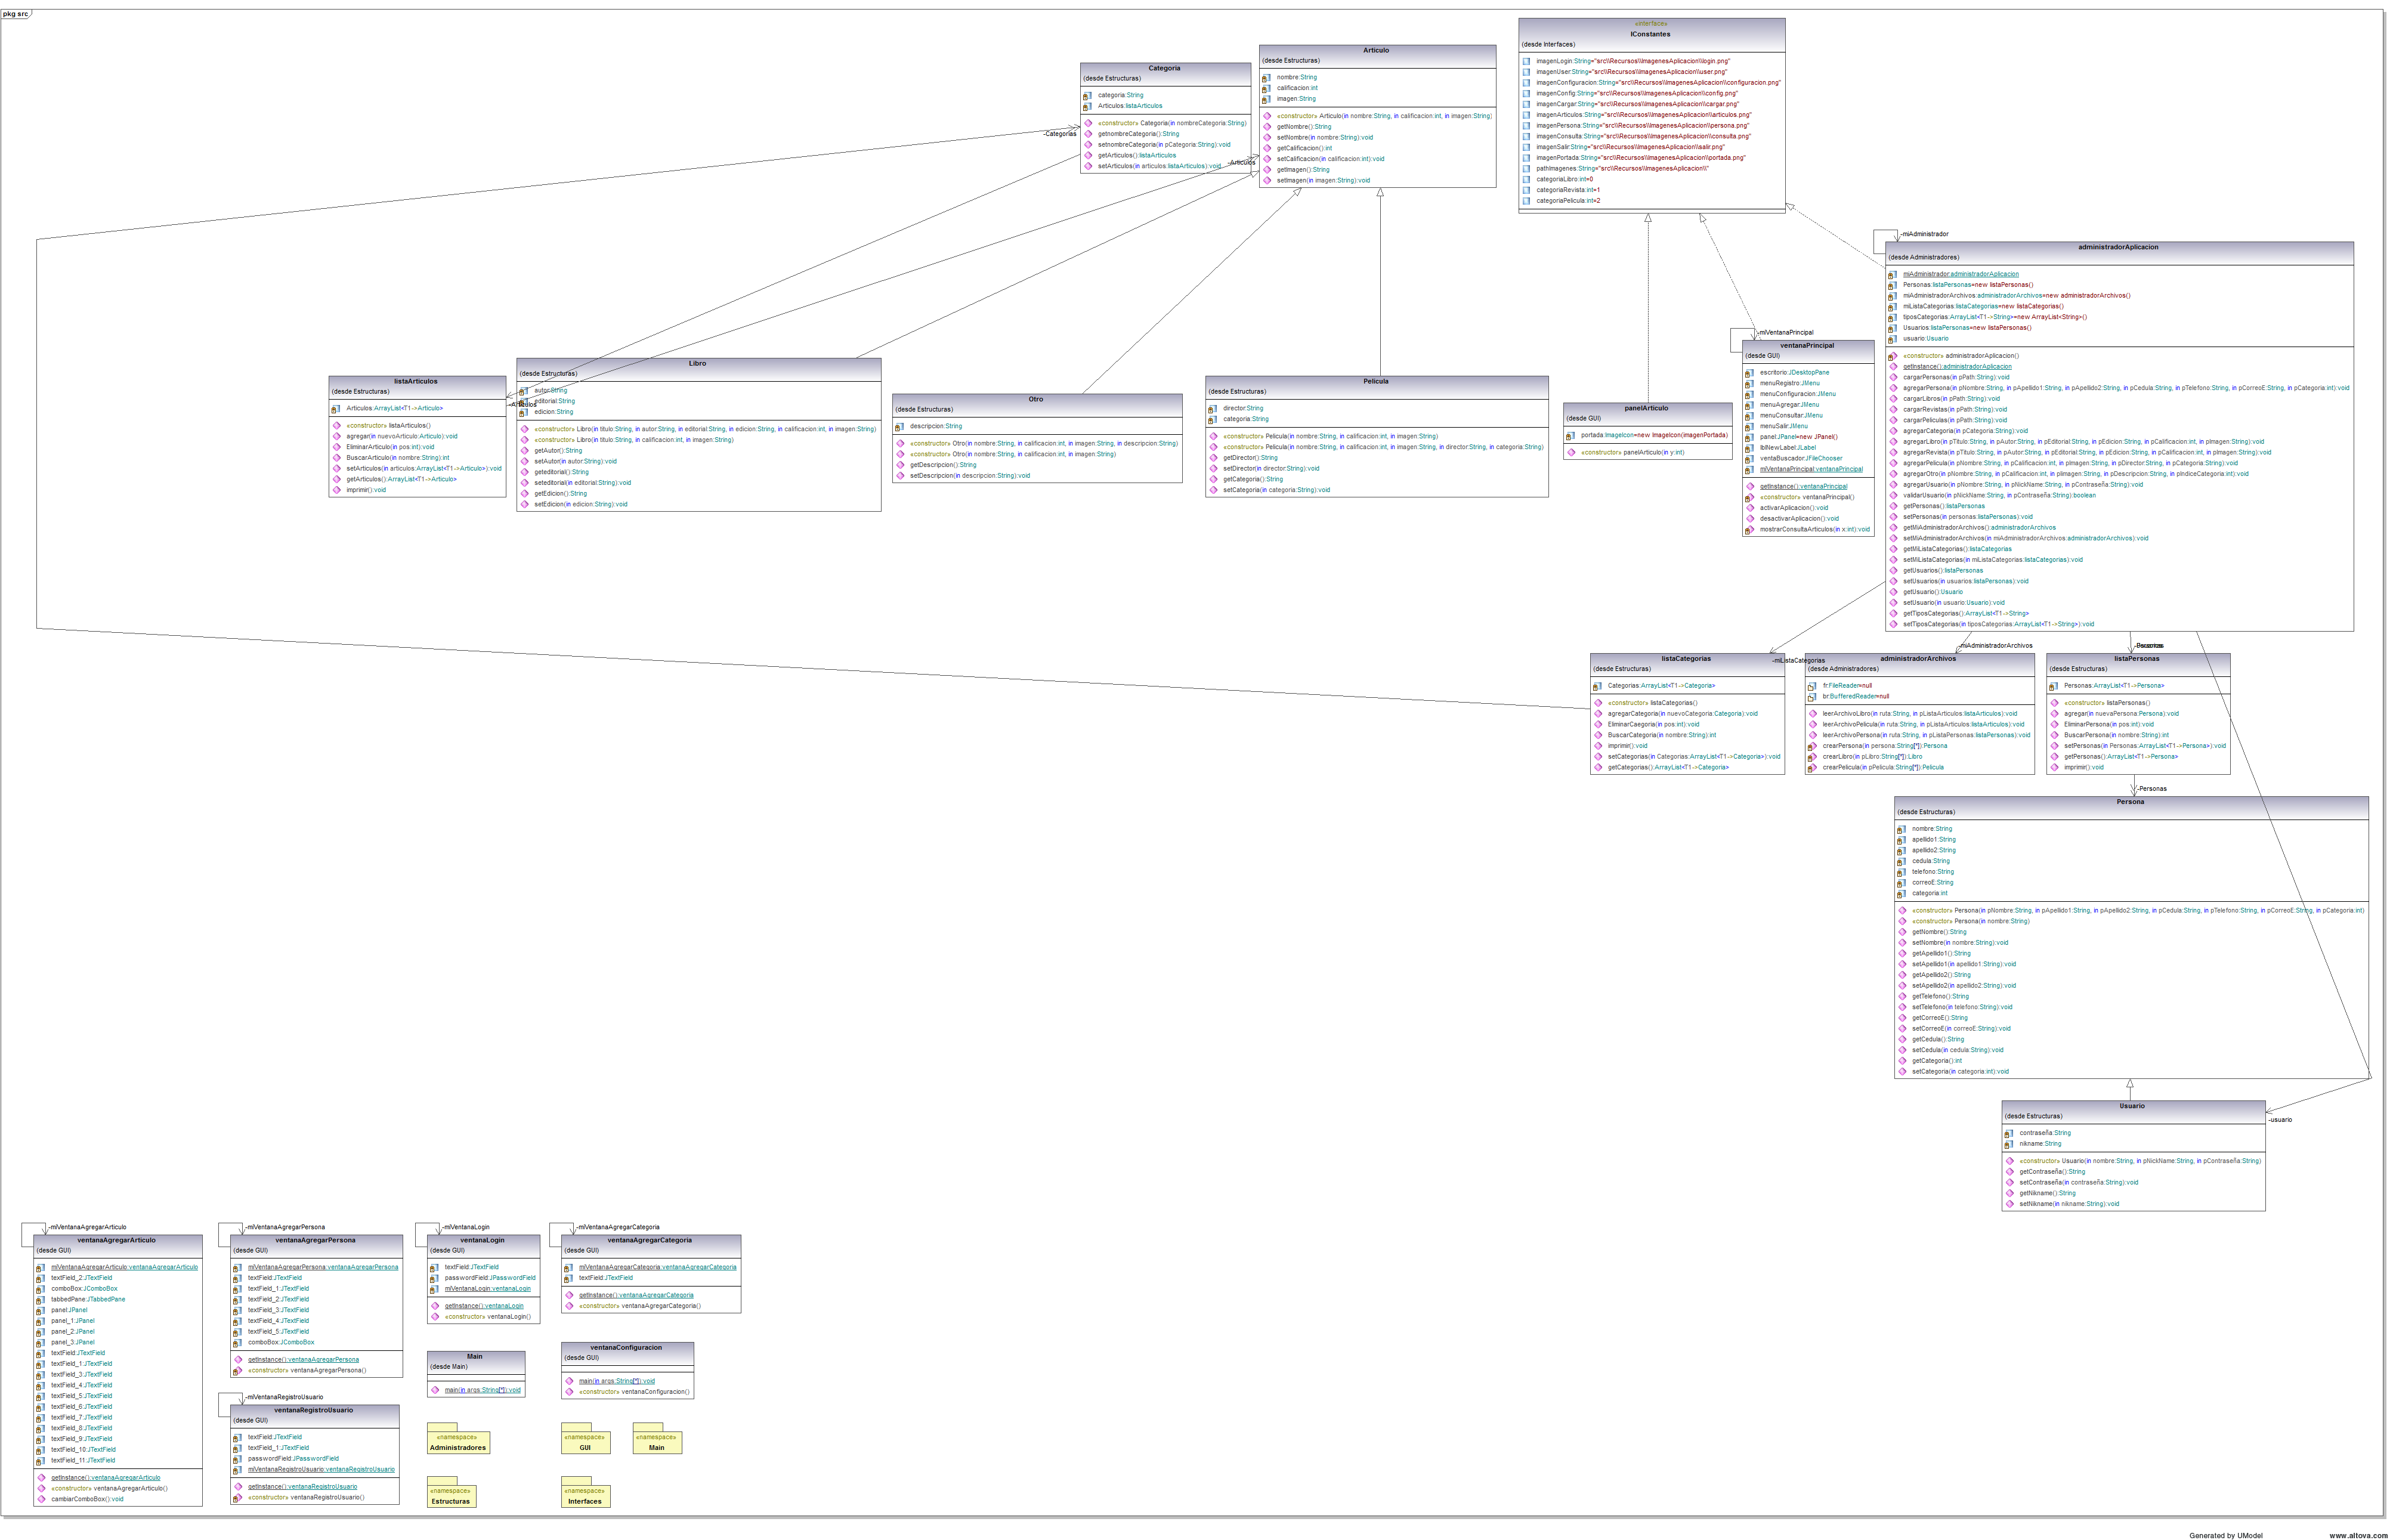 pkg src
«interface»
IConstantes
(desde Interfaces)
imagenLogin:String="src\\Recursos\\ImagenesAplicacion\\login.png"
imagenUser:String="src\\Recursos\\ImagenesAplicacion\\user.png"
imagenConfiguracion:String="src\\Recursos\\ImagenesAplicacion\\configuracion.png"
imagenConfig:String="src\\Recursos\\ImagenesAplicacion\\config.png"
imagenCargar:String="src\\Recursos\\ImagenesAplicacion\\cargar.png"
imagenArticulos:String="src\\Recursos\\ImagenesAplicacion\\articulos.png"
imagenPersona:String="src\\Recursos\\ImagenesAplicacion\\persona.png"
imagenConsulta:String="src\\Recursos\\ImagenesAplicacion\\consulta.png"
imagenSalir:String="src\\Recursos\\ImagenesAplicacion\\salir.png"
imagenPortada:String="src\\Recursos\\ImagenesAplicacion\\portada.png"
pathImagenes:String="src\\Recursos\\ImagenesAplicacion\\"
categoriaLibro:int=0
categoriaRevista:int=1
categoriaPelicula:int=2
Articulo
(desde Estructuras)
nombre:String
calificacion:int
imagen:String
«constructor» Articulo(in nombre:String, in calificacion:int, in imagen:String)
getNombre():String
setNombre(in nombre:String):void
getCalificacion():int
setCalificacion(in calificacion:int):void
getImagen():String
setImagen(in imagen:String):void
Categoria
(desde Estructuras)
categoria:String
Articulos:listaArticulos
«constructor» Categoria(in nombreCategoria:String)
getnombreCategoria():String
setnombreCategoria(in pCategoria:String):void
getArticulos():listaArticulos
setArticulos(in articulos:listaArticulos):void
-Categorias
-Articulos
-miAdministrador
administradorAplicacion
(desde Administradores)
miAdministrador:administradorAplicacion
Personas:listaPersonas=new listaPersonas()
miAdministradorArchivos:administradorArchivos=new administradorArchivos()
miListaCategorias:listaCategorias=new listaCategorias()
tiposCategorias:ArrayList<T1->String>=new ArrayList<String>()
Usuarios:listaPersonas=new listaPersonas()
usuario:Usuario
«constructor» administradorAplicacion()
getInstance():administradorAplicacion
cargarPersonas(in pPath:String):void
agregarPersona(in pNombre:String, in pApellido1:String, in pApellido2:String, in pCedula:String, in pTelefono:String, in pCorreoE:String, in pCategoria:int):void
cargarLibros(in pPath:String):void
cargarRevistas(in pPath:String):void
cargarPeliculas(in pPath:String):void
agregarCategoria(in pCategoria:String):void
agregarLibro(in pTitulo:String, in pAutor:String, in pEditorial:String, in pEdicion:String, in pCalificacion:int, in pImagen:String):void
agregarRevista(in pTitulo:String, in pAutor:String, in pEditorial:String, in pEdicion:String, in pCalificacion:int, in pImagen:String):void
agregarPelicula(in pNombre:String, in pCalificacion:int, in pImagen:String, in pDirector:String, in pCategoria:String):void
agregarOtro(in pNombre:String, in pCalificacion:int, in pImagen:String, in pDescripcion:String, in pIndiceCategoria:int):void
agregarUsuario(in pNombre:String, in pNickName:String, in pContraseña:String):void
validarUsuario(in pNickName:String, in pContraseña:String):boolean
getPersonas():listaPersonas
setPersonas(in personas:listaPersonas):void
getMiAdministradorArchivos():administradorArchivos
setMiAdministradorArchivos(in miAdministradorArchivos:administradorArchivos):void
getMiListaCategorias():listaCategorias
setMiListaCategorias(in miListaCategorias:listaCategorias):void
getUsuarios():listaPersonas
setUsuarios(in usuarios:listaPersonas):void
getUsuario():Usuario
setUsuario(in usuario:Usuario):void
getTiposCategorias():ArrayList<T1->String>
setTiposCategorias(in tiposCategorias:ArrayList<T1->String>):void
-mIVentanaPrincipal
ventanaPrincipal
(desde GUI)
escritorio:JDesktopPane
menuRegistro:JMenu
menuConfiguracion:JMenu
menuAgregar:JMenu
menuConsultar:JMenu
menuSalir:JMenu
panel:JPanel=new JPanel()
lblNewLabel:JLabel
ventaBuscador:JFileChooser
mIVentanaPrincipal:ventanaPrincipal
getInstance():ventanaPrincipal
«constructor» ventanaPrincipal()
activarAplicacion():void
desactivarAplicacion():void
mostrarConsultaArticulos(in x:int):void
panelArticulo
(desde GUI)
portada:ImageIcon=new ImageIcon(imagenPortada)
«constructor» panelArticulo(in y:int)
listaArticulos
(desde Estructuras)
Articulos:ArrayList<T1->Articulo>
«constructor» listaArticulos()
agregar(in nuevoArticulo:Articulo):void
EliminarArticulo(in pos:int):void
BuscarArticulo(in nombre:String):int
setArticulos(in articulos:ArrayList<T1->Articulo>):void
getArticulos():ArrayList<T1->Articulo>
imprimir():void
-Articulos
Libro
(desde Estructuras)
autor:String
editorial:String
edicion:String
«constructor» Libro(in titulo:String, in autor:String, in editorial:String, in edicion:String, in calificacion:int, in imagen:String)
«constructor» Libro(in titulo:String, in calificacion:int, in imagen:String)
getAutor():String
setAutor(in autor:String):void
geteditorial():String
seteditorial(in editorial:String):void
getEdicion():String
setEdicion(in edicion:String):void
Otro
(desde Estructuras)
descripcion:String
«constructor» Otro(in nombre:String, in calificacion:int, in imagen:String, in descripcion:String)
«constructor» Otro(in nombre:String, in calificacion:int, in imagen:String)
getDescripcion():String
setDescripcion(in descripcion:String):void
Pelicula
(desde Estructuras)
director:String
categoria:String
«constructor» Pelicula(in nombre:String, in calificacion:int, in imagen:String)
«constructor» Pelicula(in nombre:String, in calificacion:int, in imagen:String, in director:String, in categoria:String)
getDirector():String
setDirector(in director:String):void
getCategoria():String
setCategoria(in categoria:String):void
-miListaCategorias
-miAdministradorArchivos
-Personas
listaCategorias
(desde Estructuras)
Categorias:ArrayList<T1->Categoria>
«constructor» listaCategorias()
agregarCategoria(in nuevoCategoria:Categoria):void
EliminarCaegoria(in pos:int):void
BuscarCategoria(in nombre:String):int
imprimir():void
setCategorias(in Categorias:ArrayList<T1->Categoria>):void
getCategorias():ArrayList<T1->Categoria>
administradorArchivos
(desde Administradores)
fr:FileReader=null
br:BufferedReader=null
leerArchivoLibro(in ruta:String, in pListaArticulos:listaArticulos):void
leerArchivoPelicula(in ruta:String, in pListaArticulos:listaArticulos):void
leerArchivoPersona(in ruta:String, in pListaPersonas:listaPersonas):void
crearPersona(in persona:String[*]):Persona
crearLibro(in pLibro:String[*]):Libro
crearPelicula(in pPelicula:String[*]):Pelicula
listaPersonas
(desde Estructuras)
Personas:ArrayList<T1->Persona>
«constructor» listaPersonas()
agregar(in nuevaPersona:Persona):void
EliminarPersona(in pos:int):void
BuscarPersona(in nombre:String):int
setPersonas(in Personas:ArrayList<T1->Persona>):void
getPersonas():ArrayList<T1->Persona>
imprimir():void
-Personas
Persona
(desde Estructuras)
nombre:String
apellido1:String
apellido2:String
cedula:String
telefono:String
correoE:String
categoria:int
«constructor» Persona(in pNombre:String, in pApellido1:String, in pApellido2:String, in pCedula:String, in pTelefono:String, in pCorreoE:String, in pCategoria:int)
«constructor» Persona(in nombre:String)
getNombre():String
setNombre(in nombre:String):void
getApellido1():String
setApellido1(in apellido1:String):void
getApellido2():String
setApellido2(in apellido2:String):void
getTelefono():String
setTelefono(in telefono:String):void
getCorreoE():String
setCorreoE(in correoE:String):void
getCedula():String
setCedula(in cedula:String):void
getCategoria():int
setCategoria(in categoria:int):void
-usuario
Usuario
(desde Estructuras)
contraseña:String
nikname:String
«constructor» Usuario(in nombre:String, in pNickName:String, in pContraseña:String)
getContraseña():String
setContraseña(in contraseña:String):void
getNikname():String
setNikname(in nikname:String):void
-mIVentanaAgregarArticulo
ventanaAgregarArticulo
(desde GUI)
mIVentanaAgregarArticulo:ventanaAgregarArticulo
textField_2:JTextField
comboBox:JComboBox
tabbedPane:JTabbedPane
panel:JPanel
panel_1:JPanel
panel_2:JPanel
panel_3:JPanel
textField:JTextField
textField_1:JTextField
textField_3:JTextField
textField_4:JTextField
textField_5:JTextField
textField_6:JTextField
textField_7:JTextField
textField_8:JTextField
textField_9:JTextField
textField_10:JTextField
textField_11:JTextField
getInstance():ventanaAgregarArticulo
«constructor» ventanaAgregarArticulo()
cambiarComboBox():void
-mIVentanaAgregarPersona
ventanaAgregarPersona
(desde GUI)
mIVentanaAgregarPersona:ventanaAgregarPersona
textField:JTextField
textField_1:JTextField
textField_2:JTextField
textField_3:JTextField
textField_4:JTextField
textField_5:JTextField
comboBox:JComboBox
getInstance():ventanaAgregarPersona
«constructor» ventanaAgregarPersona()
-mIVentanaRegistroUsuario
ventanaRegistroUsuario
(desde GUI)
textField:JTextField
textField_1:JTextField
passwordField:JPasswordField
mIVentanaRegistroUsuario:ventanaRegistroUsuario
getInstance():ventanaRegistroUsuario
«constructor» ventanaRegistroUsuario()
-mIVentanaLogin
ventanaLogin
(desde GUI)
textField:JTextField
passwordField:JPasswordField
mIVentanaLogin:ventanaLogin
getInstance():ventanaLogin
«constructor» ventanaLogin()
-mIVentanaAgregarCategoria
ventanaAgregarCategoria
(desde GUI)
mIVentanaAgregarCategoria:ventanaAgregarCategoria
textField:JTextField
getInstance():ventanaAgregarCategoria
«constructor» ventanaAgregarCategoria()
Main
(desde Main)
main(in args:String[*]):void
ventanaConfiguracion
(desde GUI)
main(in args:String[*]):void
«constructor» ventanaConfiguracion()
«namespace»
Administradores
«namespace»
GUI
«namespace»
Main
«namespace»
Estructuras
«namespace»
Interfaces
Generated by UModel
www.altova.com